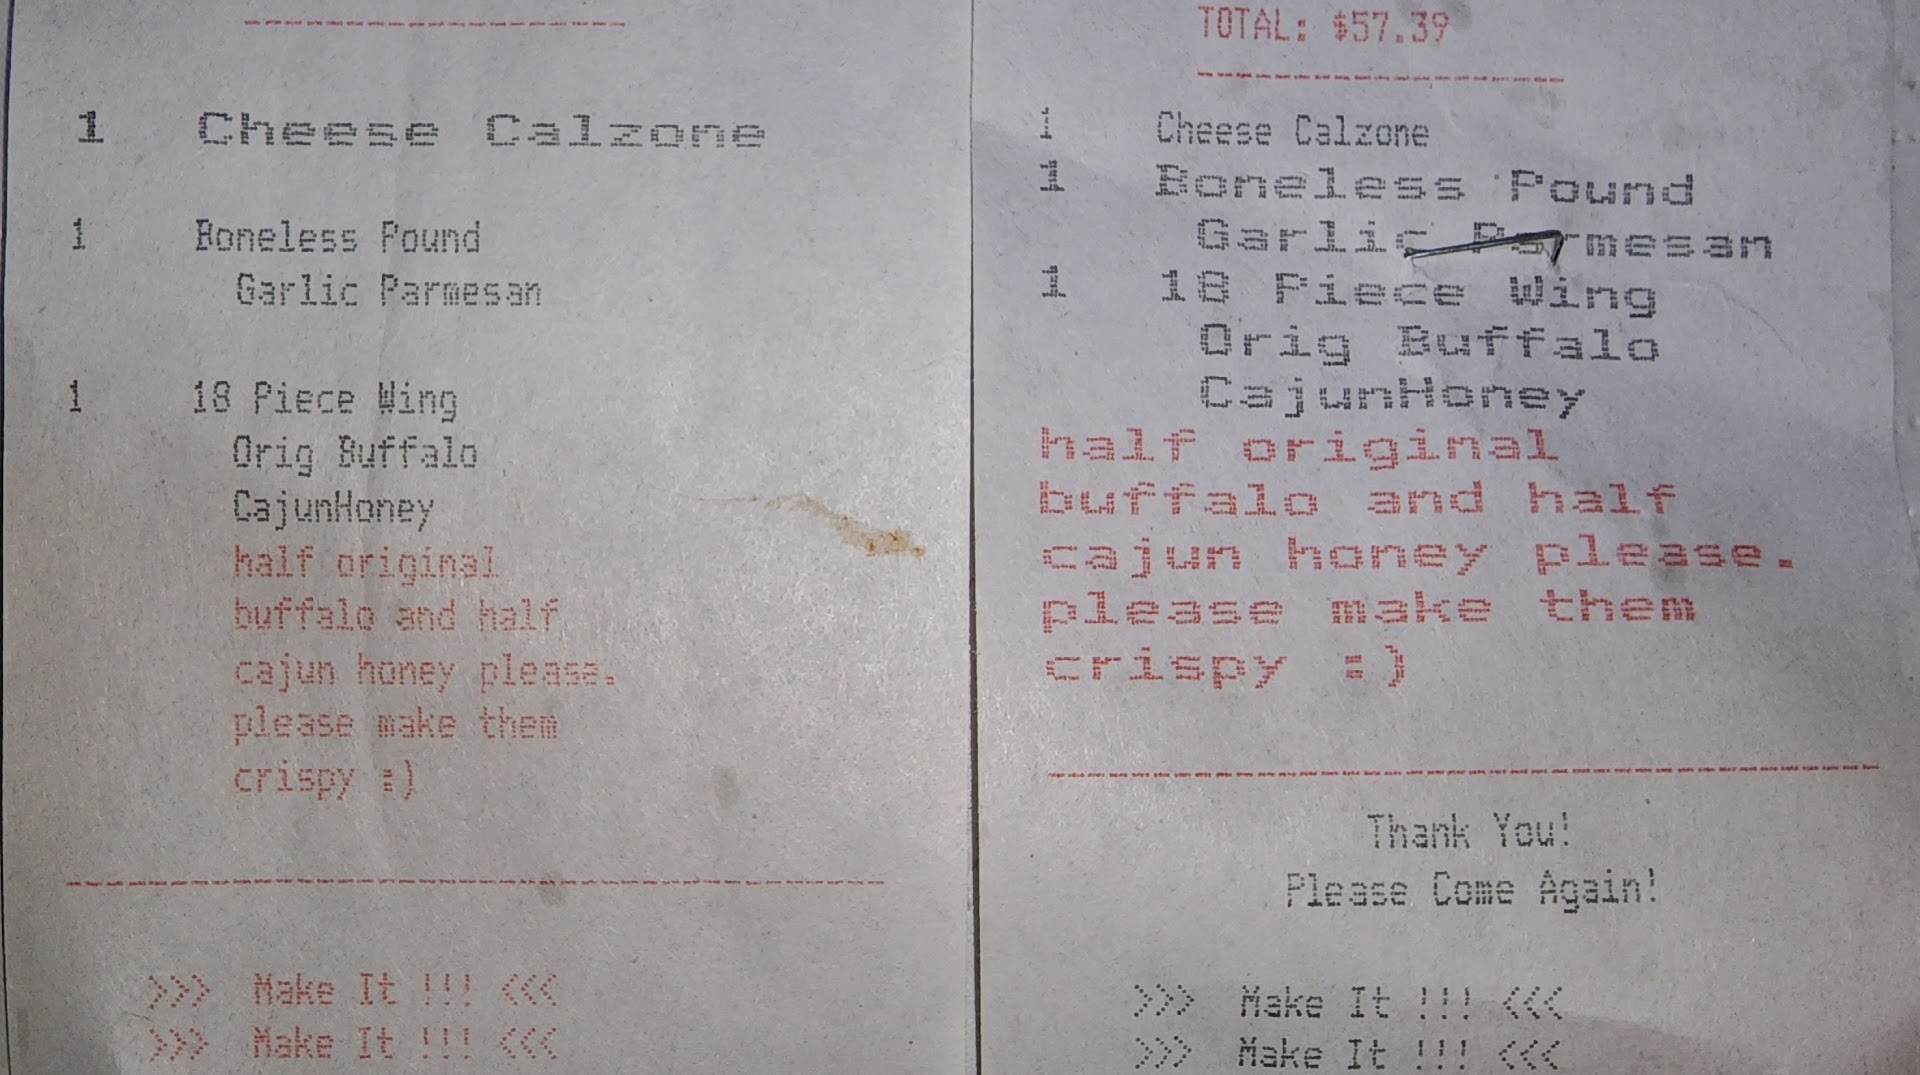 1 Cheese Calzone
1 Boneless Pound
Garlic Parmesan
1 18 Piece Wing
Orig Buffalo
CajunHoney
half original
buffalo and half
cajun honey please.
please make them
crispy :)
>>> Make It !!! <<<
>>> Make It !!! <<<
TOTAL: $57.39
1 Cheese Calzone
1 Boneless Pound
Garlic Parmesan
1 18 Piece Wing
Orig Buffalo
CajunHoney
half original
buffalo and half
cajun honey please.
please make them
crispy :)
Thank You!
Please Come Again!
>>> Make It !!! <<<
>>> Make It !!! <<<